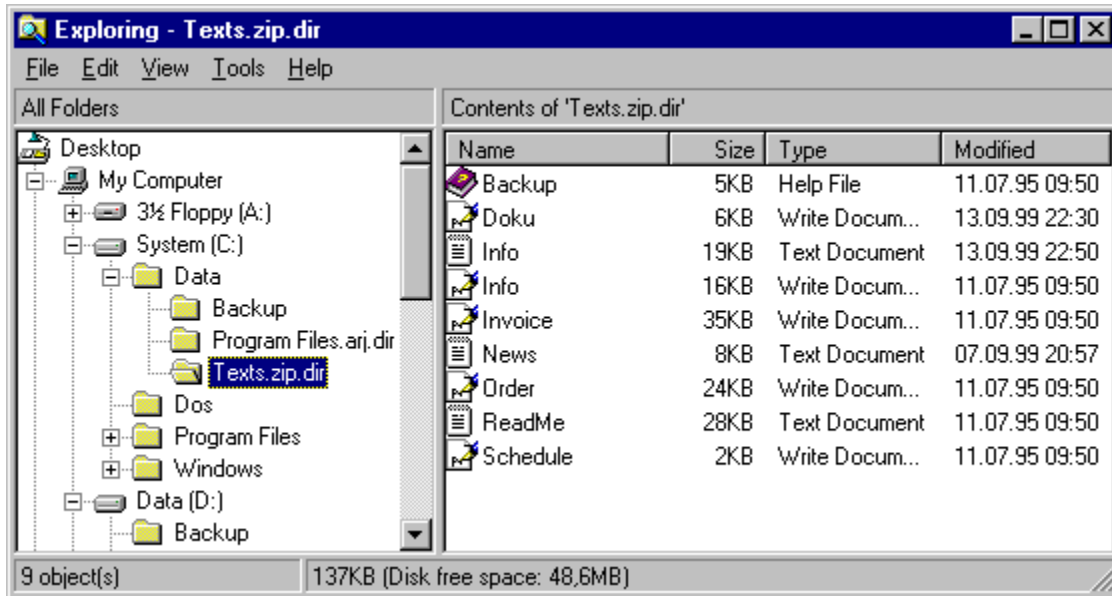 Exploring - Texts.zip.dir
File Edit View Tools Help
All Folders
Contents of 'Texts.zip.dir'
Desktop
My Computer
3½ Floppy (A:)
System (C:)
Data
Backup
Program Files.arj.dir
Texts.zip.dir
Dos
Program Files
Windows
Data (D:)
Backup
Name Size Type Modified
Backup 5KB Help File 11.07.95 09:50
Doku 6KB Write Docum... 13.09.99 22:30
Info 19KB Text Document 13.09.99 22:50
Info 16KB Write Docum... 11.07.95 09:50
Invoice 35KB Write Docum... 11.07.95 09:50
News 8KB Text Document 07.09.99 20:57
Order 24KB Write Docum... 11.07.95 09:50
ReadMe 28KB Text Document 11.07.95 09:50
Schedule 2KB Write Docum... 11.07.95 09:50
9 object(s)
137KB (Disk free space: 48,6MB)